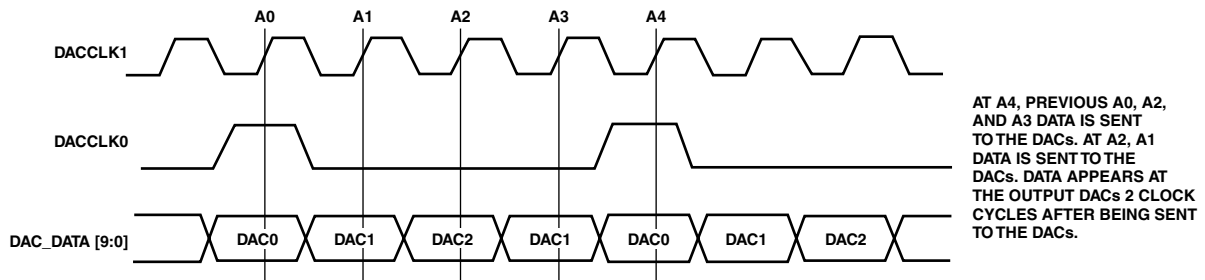 A0 A1 A2 A3 A4
DACCLK1
DACCLK0
DAC_DATA [9:0] DAC0 DAC1 DAC2 DAC1 DAC0 DAC1 DAC2
AT A4, PREVIOUS A0, A2,
AND A3 DATA IS SENT
TO THE DACs. AT A2, A1
DATA IS SENT TO THE
DACs. DATA APPEARS AT
THE OUTPUT DACs 2 CLOCK
CYCLES AFTER BEING SENT
TO THE DACs.